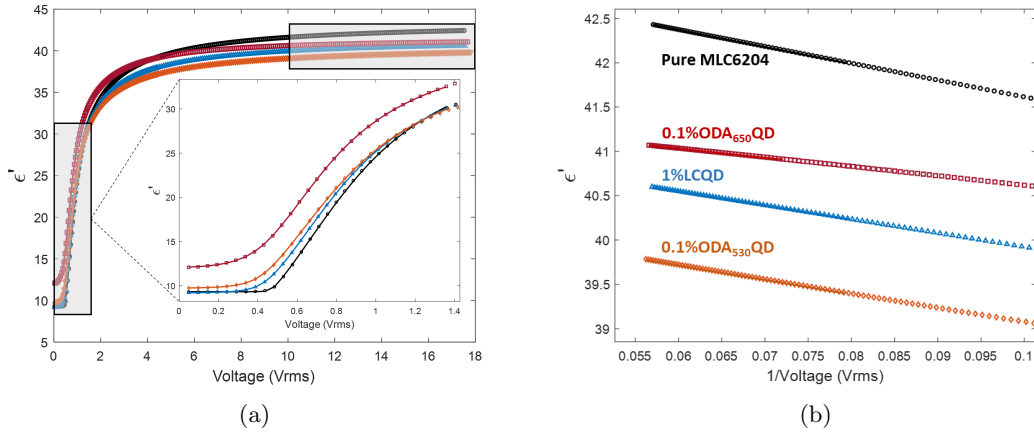 (a)
45
40
35
30
25
20
15
10
5
0
ϵ'
0 2 4 6 8 10 12 14 16 18
Voltage (Vrms)
30
25
20
15
10
ϵ'
0 0.2 0.4 0.6 0.8 1 1.2 1.4
Voltage (Vrms)
(a)
(b)
42.5
42
41.5
41
40.5
40
39.5
39
ϵ'
Pure MLC6204
0.1%ODA₆₅₀QD
1%LCQD
0.1%ODA₅₃₀QD
0.055 0.06 0.065 0.07 0.075 0.08 0.085 0.09 0.095 0.1
1/Voltage (Vrms)
(b)